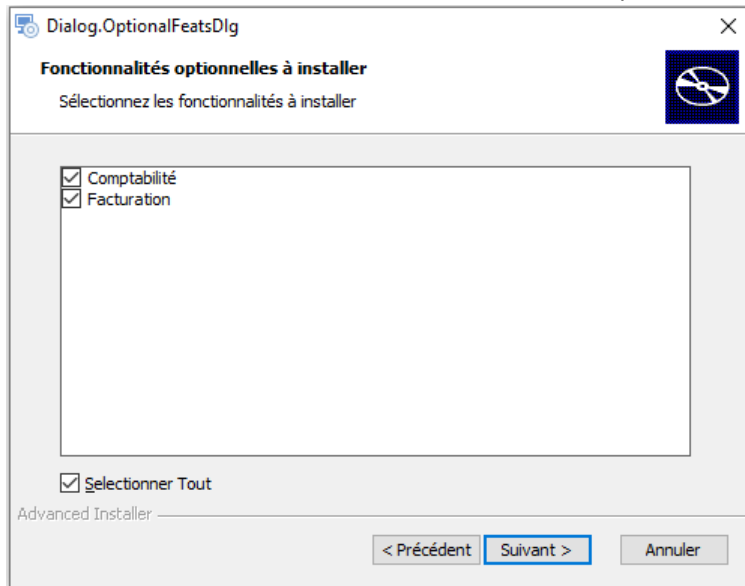 Dialog.OptionalFeatsDlg
Fonctionnalités optionnelles à installer
Sélectionnez les fonctionnalités à installer
Comptabilité
Facturation
Selectionner Tout
Advanced Installer
< Précédent Suivant > Annuler